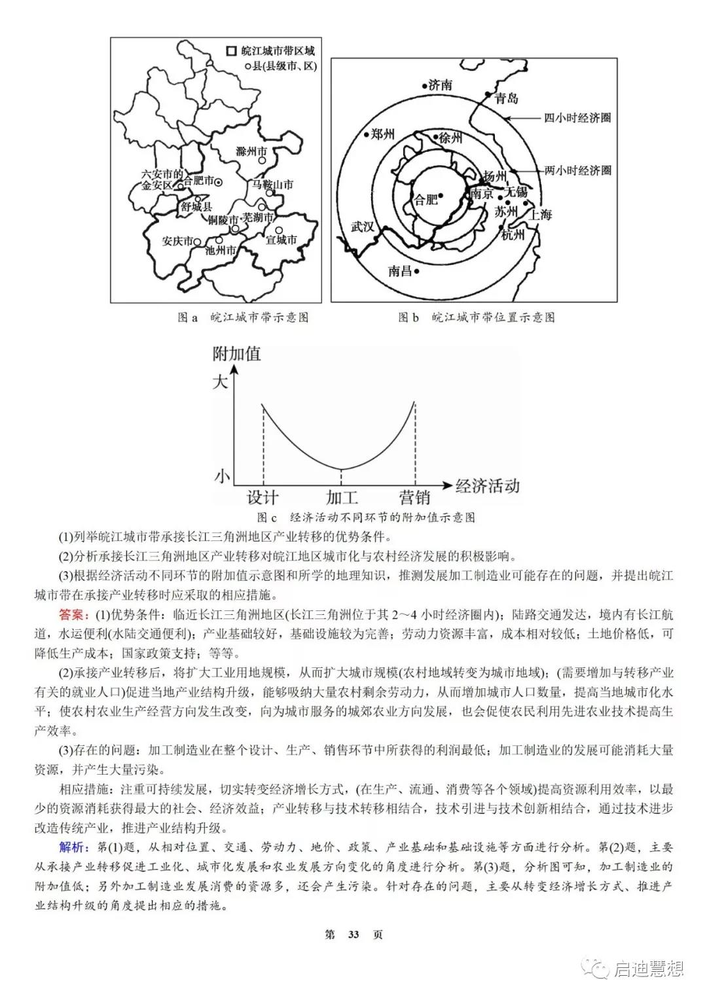 皖江城市带区域
县(县级市、区)
滁州市
六安市的
金安区
合肥市
马鞍山市
舒城县
铜陵市
芜湖市
安庆市
池州市
宣城市
济南
青岛
四小时经济圈
郑州
徐州
两小时经济圈
扬州
合肥
南京
无锡
苏州
上海
武汉
杭州
南昌
图 a 皖江城市带示意图
图 b 皖江城市带位置示意图
附加值
大
小
设计
加工
营销
经济活动
图 c 经济活动不同环节的附加值示意图
(1)列举皖江城市带承接长江三角洲地区产业转移的优势条件。
(2)分析承接长江三角洲地区产业转移对皖江地区城市化与农村经济发展的积极影响。
(3)根据经济活动不同环节的附加值示意图和所学的地理知识，推测发展加工制造业可能存在的问题，并提出皖江
城市带在承接产业转移时应采取的相应措施。
答案：(1)优势条件：临近长江三角洲地区(长江三角洲位于其 2～4 小时经济圈内)；陆路交通发达，境内有长江航
道，水运便利(水陆交通便利)；产业基础较好，基础设施较为完善；劳动力资源丰富，成本相对较低；土地价格低，可
降低生产成本；国家政策支持；等等。
(2)承接产业转移后，将扩大工业用地规模，从而扩大城市规模(农村地域转变为城市地域)；(需要增加与转移产业
有关的就业人口)促进当地产业结构升级，能够吸纳大量农村剩余劳动力，从而增加城市人口数量，提高当地城市化水
平；使农村农业生产经营方向发生改变，向为城市服务的城郊农业方向发展，也会促使农民利用先进农业技术提高生
产效率。
(3)存在的问题：加工制造业在整个设计、生产、销售环节中所获得的利润最低；加工制造业的发展可能消耗大量
资源，并产生大量污染。
相应措施：注重可持续发展，切实转变经济增长方式，(在生产、流通、消费等各个领域)提高资源利用效率，以最
少的资源消耗获得最大的社会、经济效益；产业转移与技术转移相结合，技术引进与技术创新相结合，通过技术进步
改造传统产业，推进产业结构升级。
解析：第(1)题，从相对位置、交通、劳动力、地价、政策、产业基础和基础设施等方面进行分析。第(2)题，主要
从承接产业转移促进工业化、城市化发展和农业发展方向变化的角度进行分析。第(3)题，分析图可知，加工制造业的
附加值低；另外加工制造业发展消费的资源多，还会产生污染。针对存在的问题，主要从转变经济增长方式、推进产
业结构升级的角度提出相应的措施。
第 33 页
启迪慧想